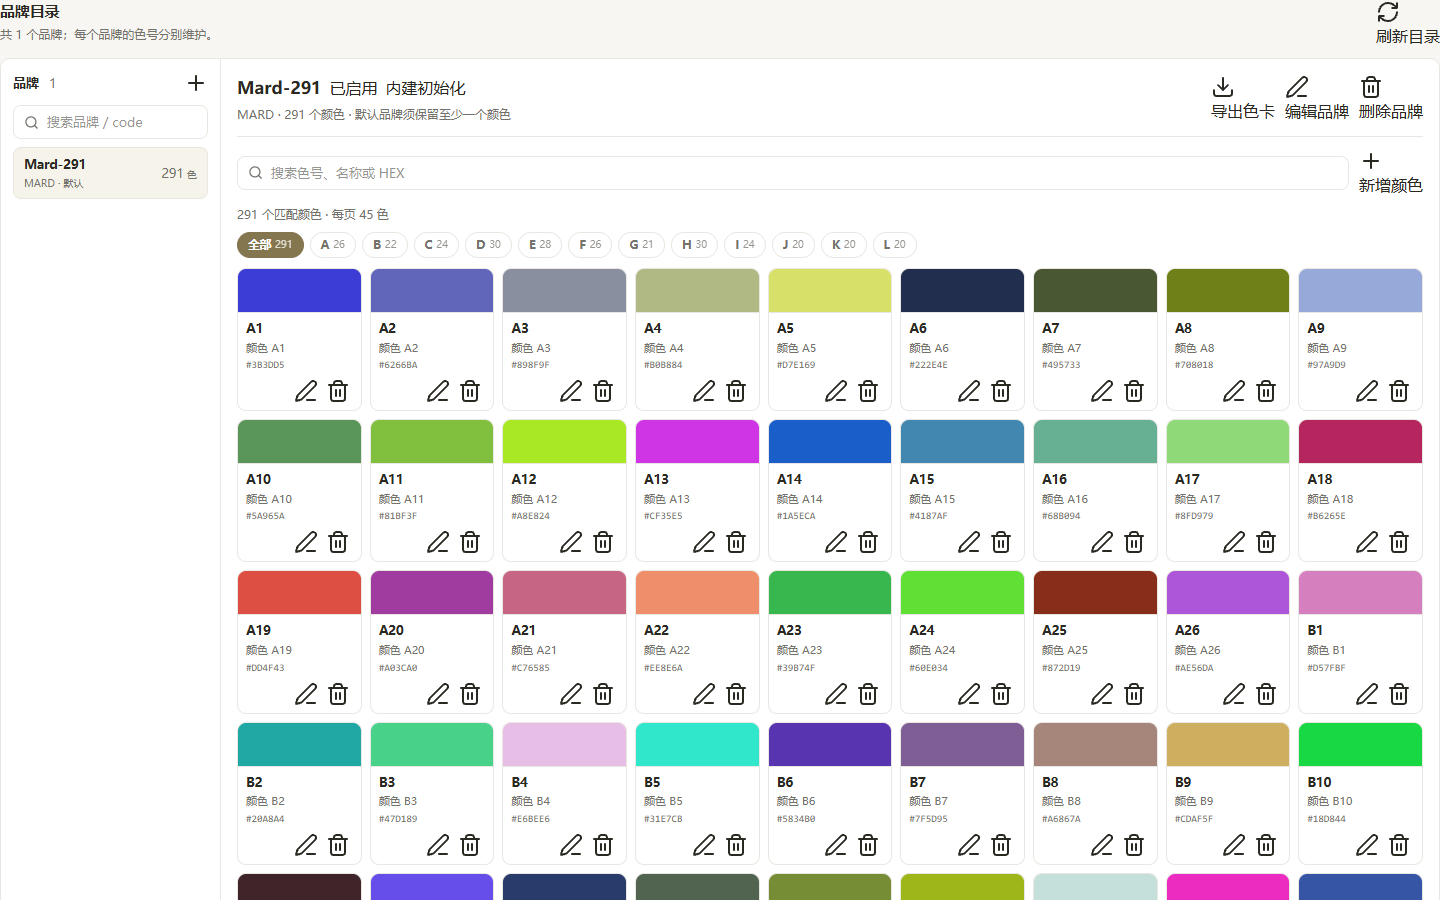 品牌目录
共 1 个品牌；每个品牌的色号分别维护。
刷新目录
品牌 1
搜索品牌 / code
Mard-291
MARD · 默认
291 色
Mard-291 已启用 内建初始化
MARD · 291 个颜色 · 默认品牌须保留至少一个颜色
导出色卡 编辑品牌 删除品牌
搜索色号、名称或 HEX
新增颜色
291 个匹配颜色 · 每页 45 色
全部 291 A 26 B 22 C 24 D 30 E 28 F 26 G 21 H 30 I 24 J 20 K 20 L 20
A1 A2 A3 A4 A5 A6 A7 A8 A9
颜色 A1 颜色 A2 颜色 A3 颜色 A4 颜色 A5 颜色 A6 颜色 A7 颜色 A8 颜色 A9
#3B3DD5 #6266BA #898F9F #B0B884 #D7E169 #222E4E #495733 #708018 #97A9D9
A10 A11 A12 A13 A14 A15 A16 A17 A18
颜色 A10 颜色 A11 颜色 A12 颜色 A13 颜色 A14 颜色 A15 颜色 A16 颜色 A17 颜色 A18
#5A965A #81BF3F #A8E824 #CF35E5 #1A5ECA #4187AF #68B094 #8FD979 #B6265E
A19 A20 A21 A22 A23 A24 A25 A26 B1
颜色 A19 颜色 A20 颜色 A21 颜色 A22 颜色 A23 颜色 A24 颜色 A25 颜色 A26 颜色 B1
#DD4F43 #A03CA0 #C76585 #EE8E6A #39B74F #60E034 #872D19 #AE56DA #D57FBF
B2 B3 B4 B5 B6 B7 B8 B9 B10
颜色 B2 颜色 B3 颜色 B4 颜色 B5 颜色 B6 颜色 B7 颜色 B8 颜色 B9 颜色 B10
#20A8A4 #47D189 #E6BEE6 #31E7CB #5834B0 #7F5D95 #A6867A #CDAF5F #18D844